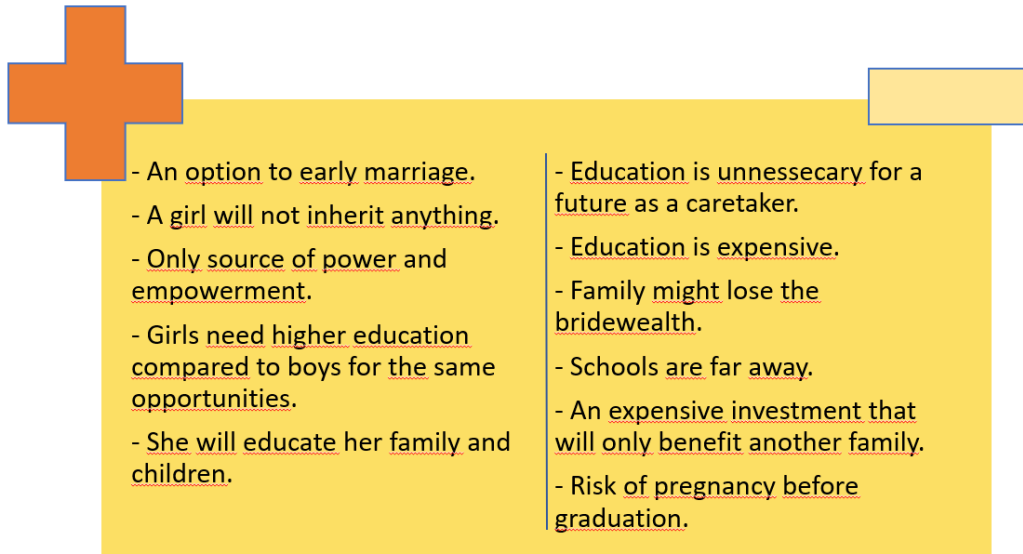 - An option to early marriage.
- A girl will not inherit anything.
- Only source of power and
empowerment.
- Girls need higher education
compared to boys for the same
opportunities.
- She will educate her family and
children.
- Education is unnessecary for a
future as a caretaker.
- Education is expensive.
- Family might lose the
bridewealth.
- Schools are far away.
- An expensive investment that
will only benefit another family.
- Risk of pregnancy before
graduation.